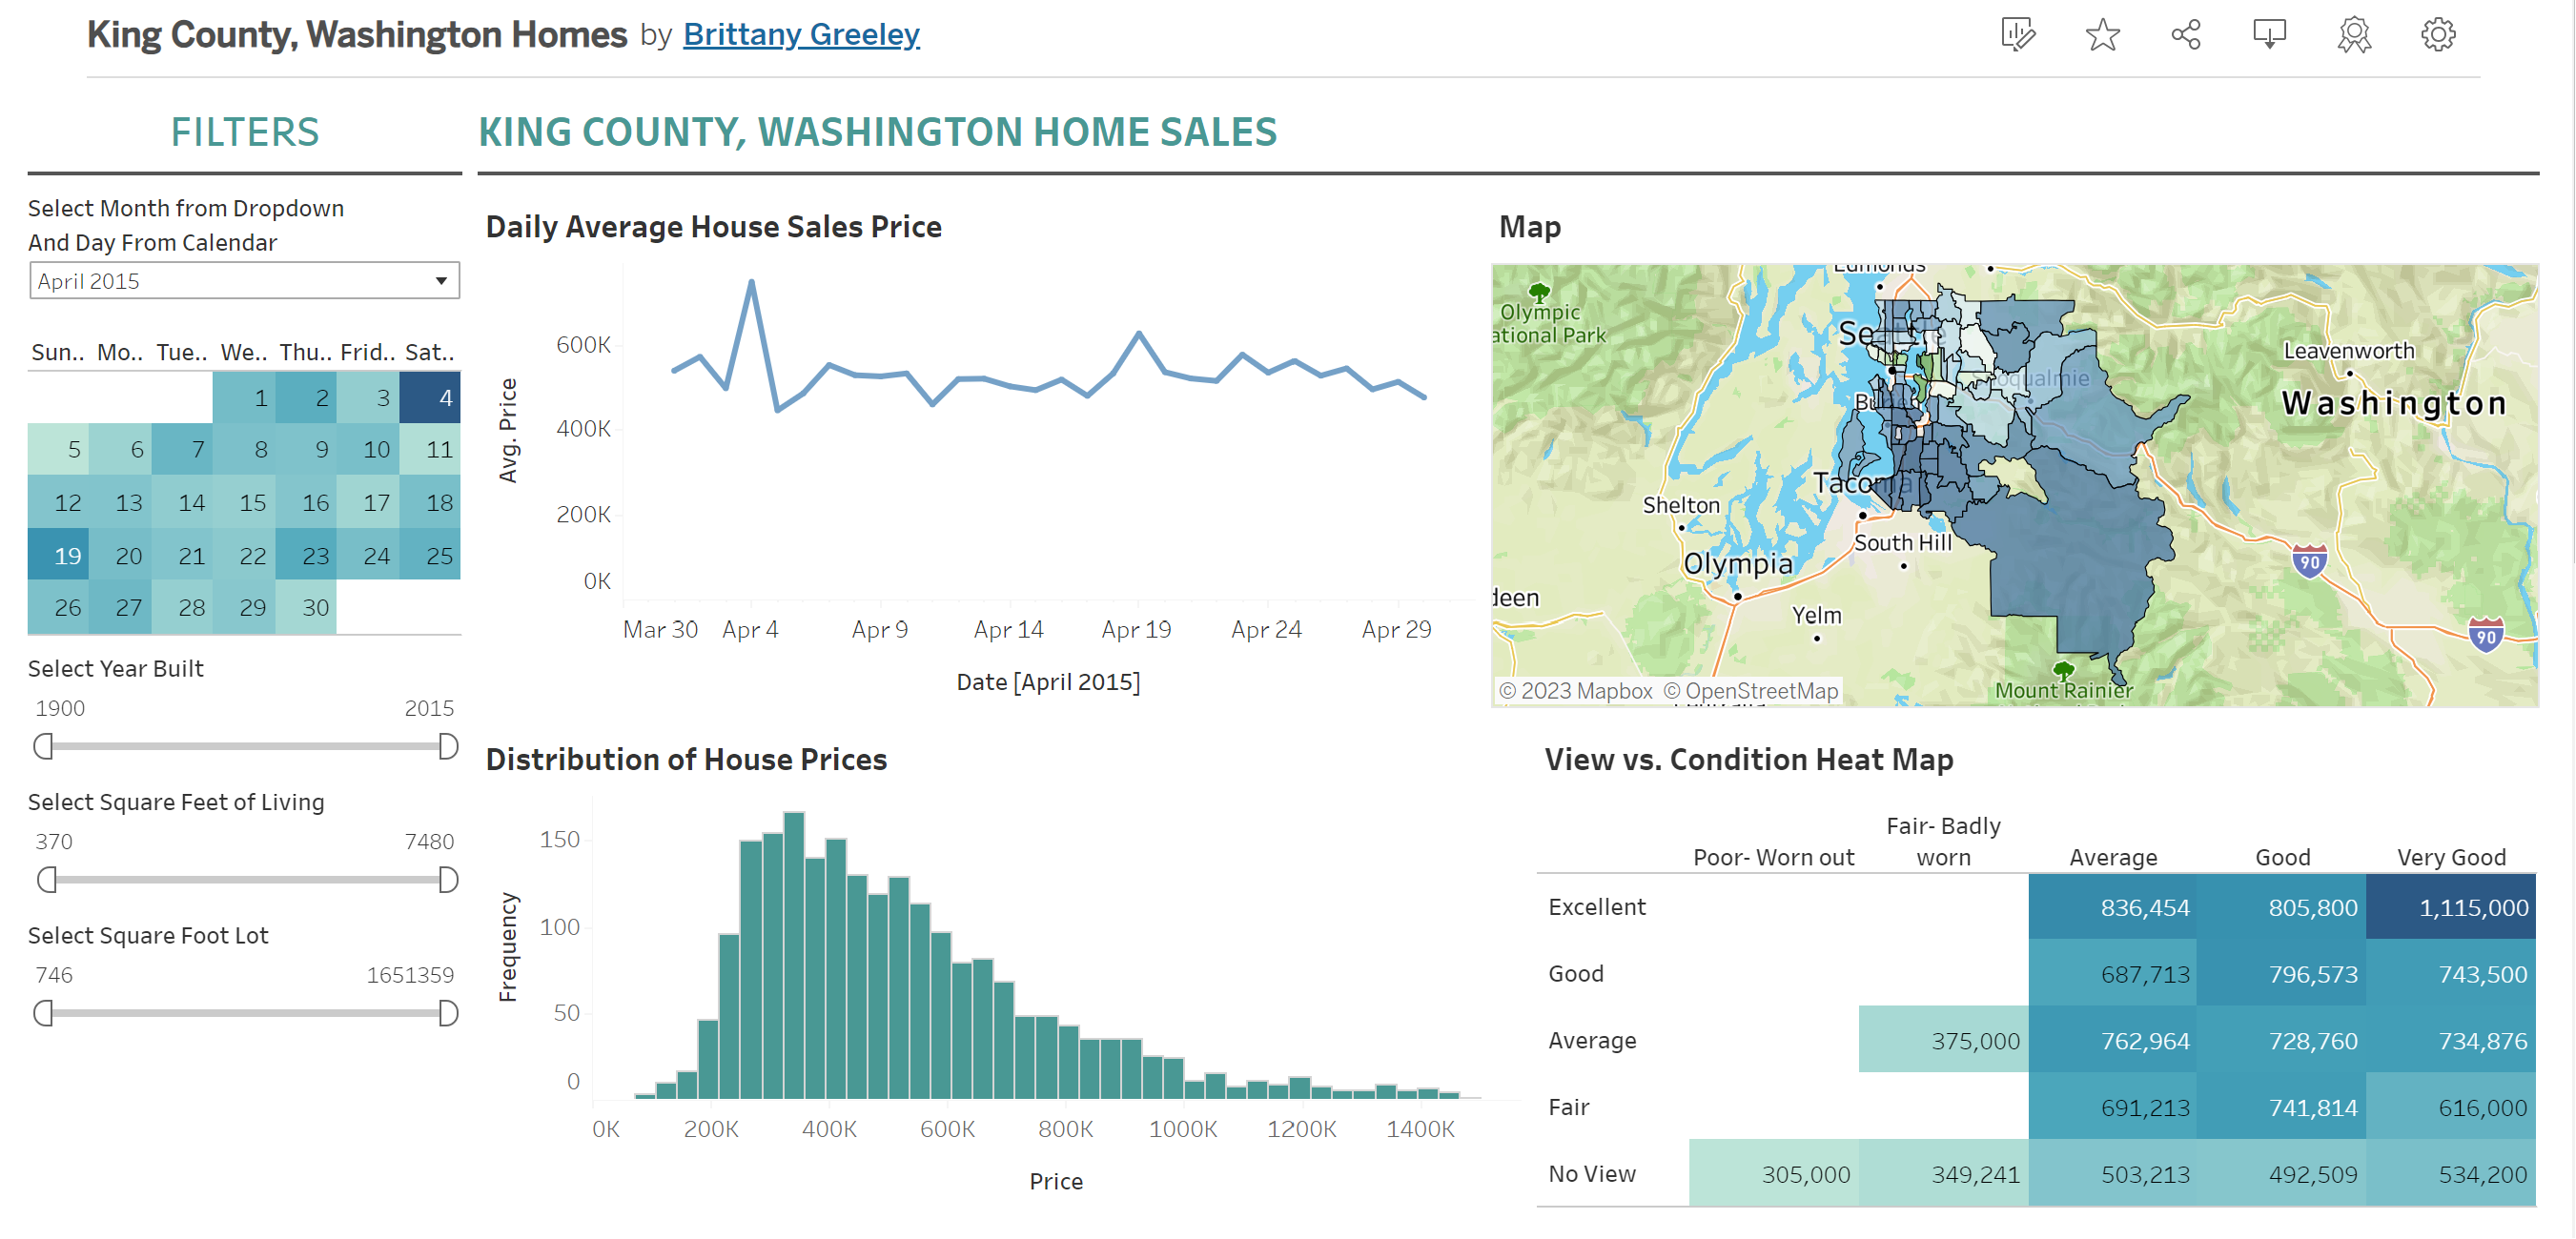 King County, Washington Homes by Brittany Greeley
FILTERS
KING COUNTY, WASHINGTON HOME SALES
Select Month from Dropdown
And Day From Calendar
April 2015
Sun.. Mo.. Tue.. We.. Thu.. Frid.. Sat..
1 2 3 4
5 6 7 8 9 10 11
12 13 14 15 16 17 18
19 20 21 22 23 24 25
26 27 28 29 30
Select Year Built
1900 2015
Select Square Feet of Living
370 7480
Select Square Foot Lot
746 1651359
Daily Average House Sales Price
Avg. Price
600K
400K
200K
0K
Mar 30 Apr 4 Apr 9 Apr 14 Apr 19 Apr 24 Apr 29
Date [April 2015]
Map
Edmonds
Olympic
ational Park
Seattle
Leavenworth
oqualmie
Washington
Burien
Tacoma
Shelton
South Hill
90
Olympia
deen
Yelm
90
Mount Rainier
© 2023 Mapbox © OpenStreetMap
Distribution of House Prices
Frequency
150
100
50
0
0K 200K 400K 600K 800K 1000K 1200K 1400K
Price
View vs. Condition Heat Map
Fair- Badly
Poor- Worn out worn Average Good Very Good
Excellent 836,454 805,800 1,115,000
Good 687,713 796,573 743,500
Average 375,000 762,964 728,760 734,876
Fair 691,213 741,814 616,000
No View 305,000 349,241 503,213 492,509 534,200